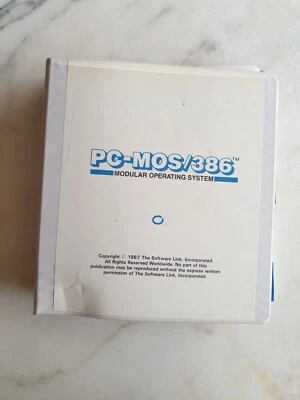 PC-MOS/386™
MODULAR OPERATING SYSTEM
Copyright © 1987 The Software Link, Incorporated
All Rights Reserved Worldwide. No part of this
publication may be reproduced without the express written
permission of The Software Link, Incorporated.